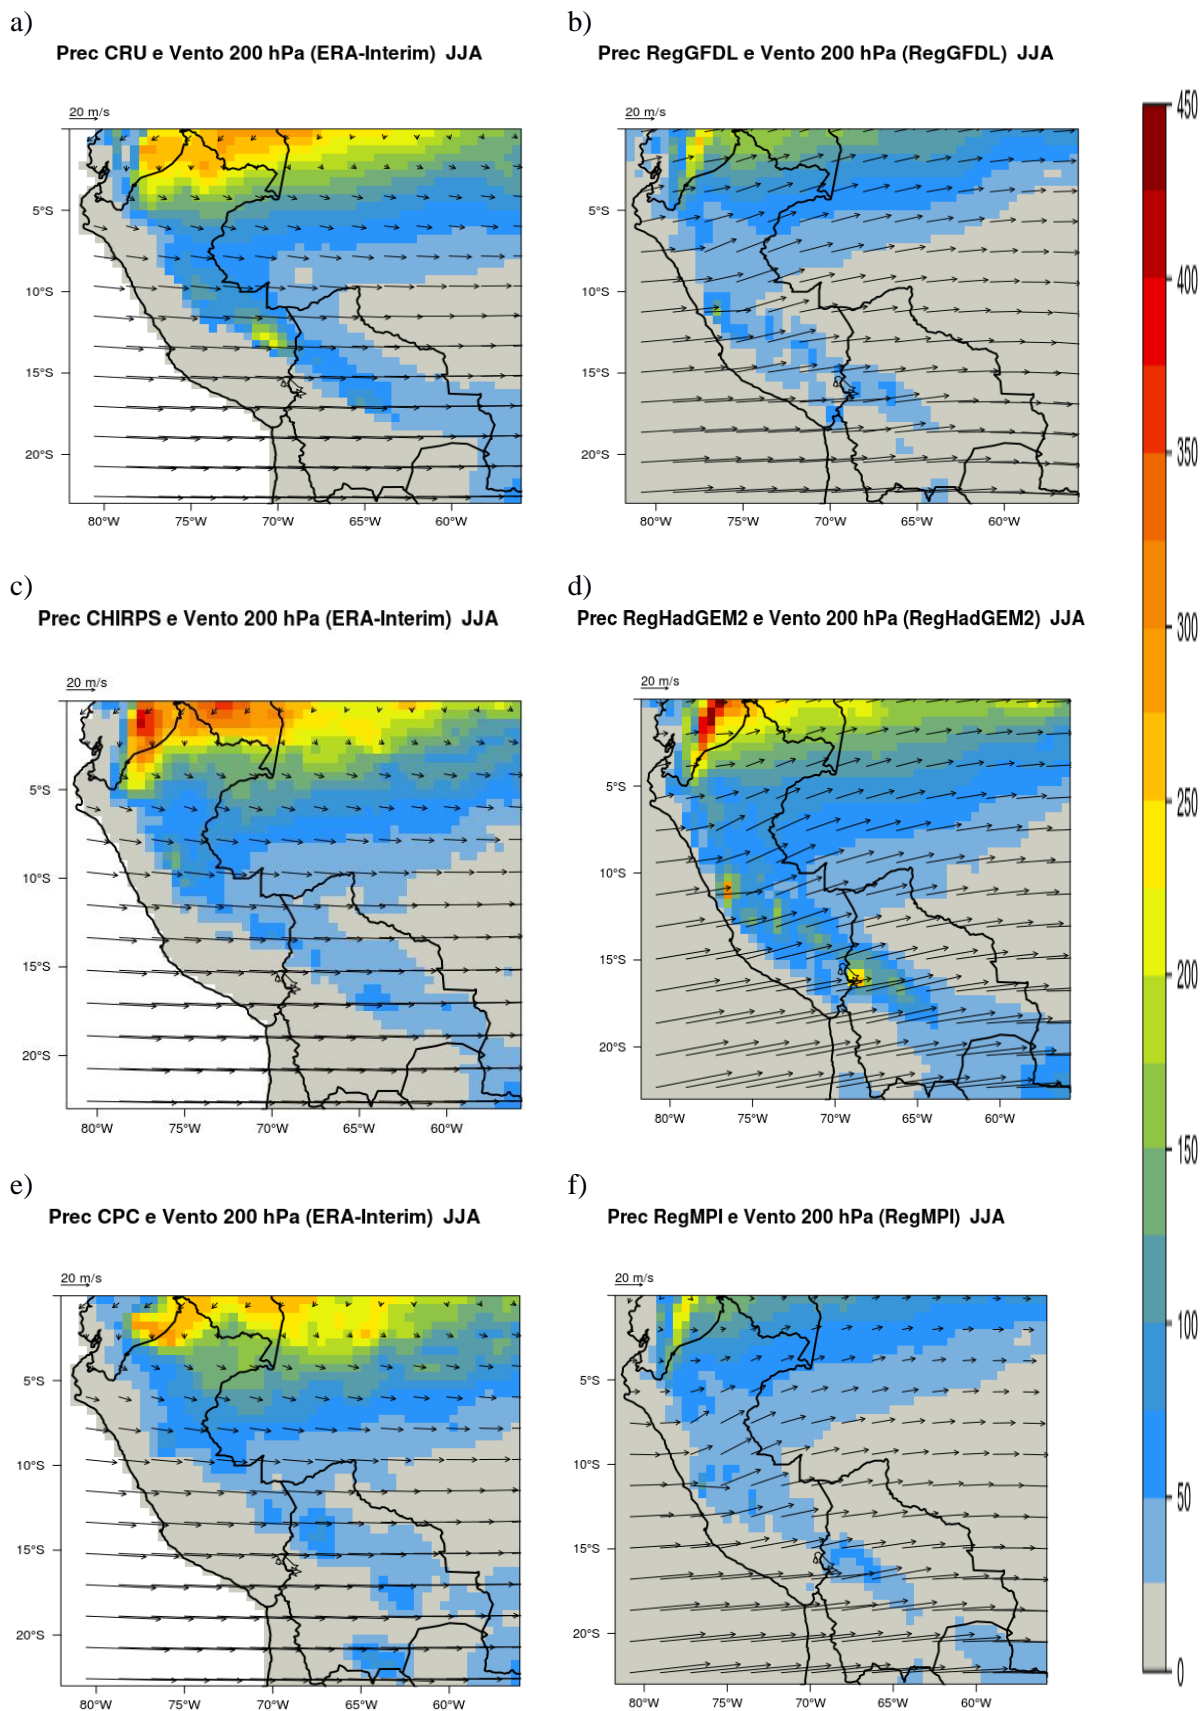 a)
Prec CRU e Vento 200 hPa (ERA-Interim) JJA
20 m/s
5°S
10°S
15°S
20°S
80°W 75°W 70°W 65°W 60°W
b)
Prec RegGFDL e Vento 200 hPa (RegGFDL) JJA
20 m/s
5°S
10°S
15°S
20°S
80°W 75°W 70°W 65°W 60°W
c)
Prec CHIRPS e Vento 200 hPa (ERA-Interim) JJA
20 m/s
5°S
10°S
15°S
20°S
80°W 75°W 70°W 65°W 60°W
d)
Prec RegHadGEM2 e Vento 200 hPa (RegHadGEM2) JJA
20 m/s
5°S
10°S
15°S
20°S
80°W 75°W 70°W 65°W 60°W
e)
Prec CPC e Vento 200 hPa (ERA-Interim) JJA
20 m/s
5°S
10°S
15°S
20°S
80°W 75°W 70°W 65°W 60°W
f)
Prec RegMPI e Vento 200 hPa (RegMPI) JJA
20 m/s
5°S
10°S
15°S
20°S
80°W 75°W 70°W 65°W 60°W
450
400
350
300
250
200
150
100
50
0